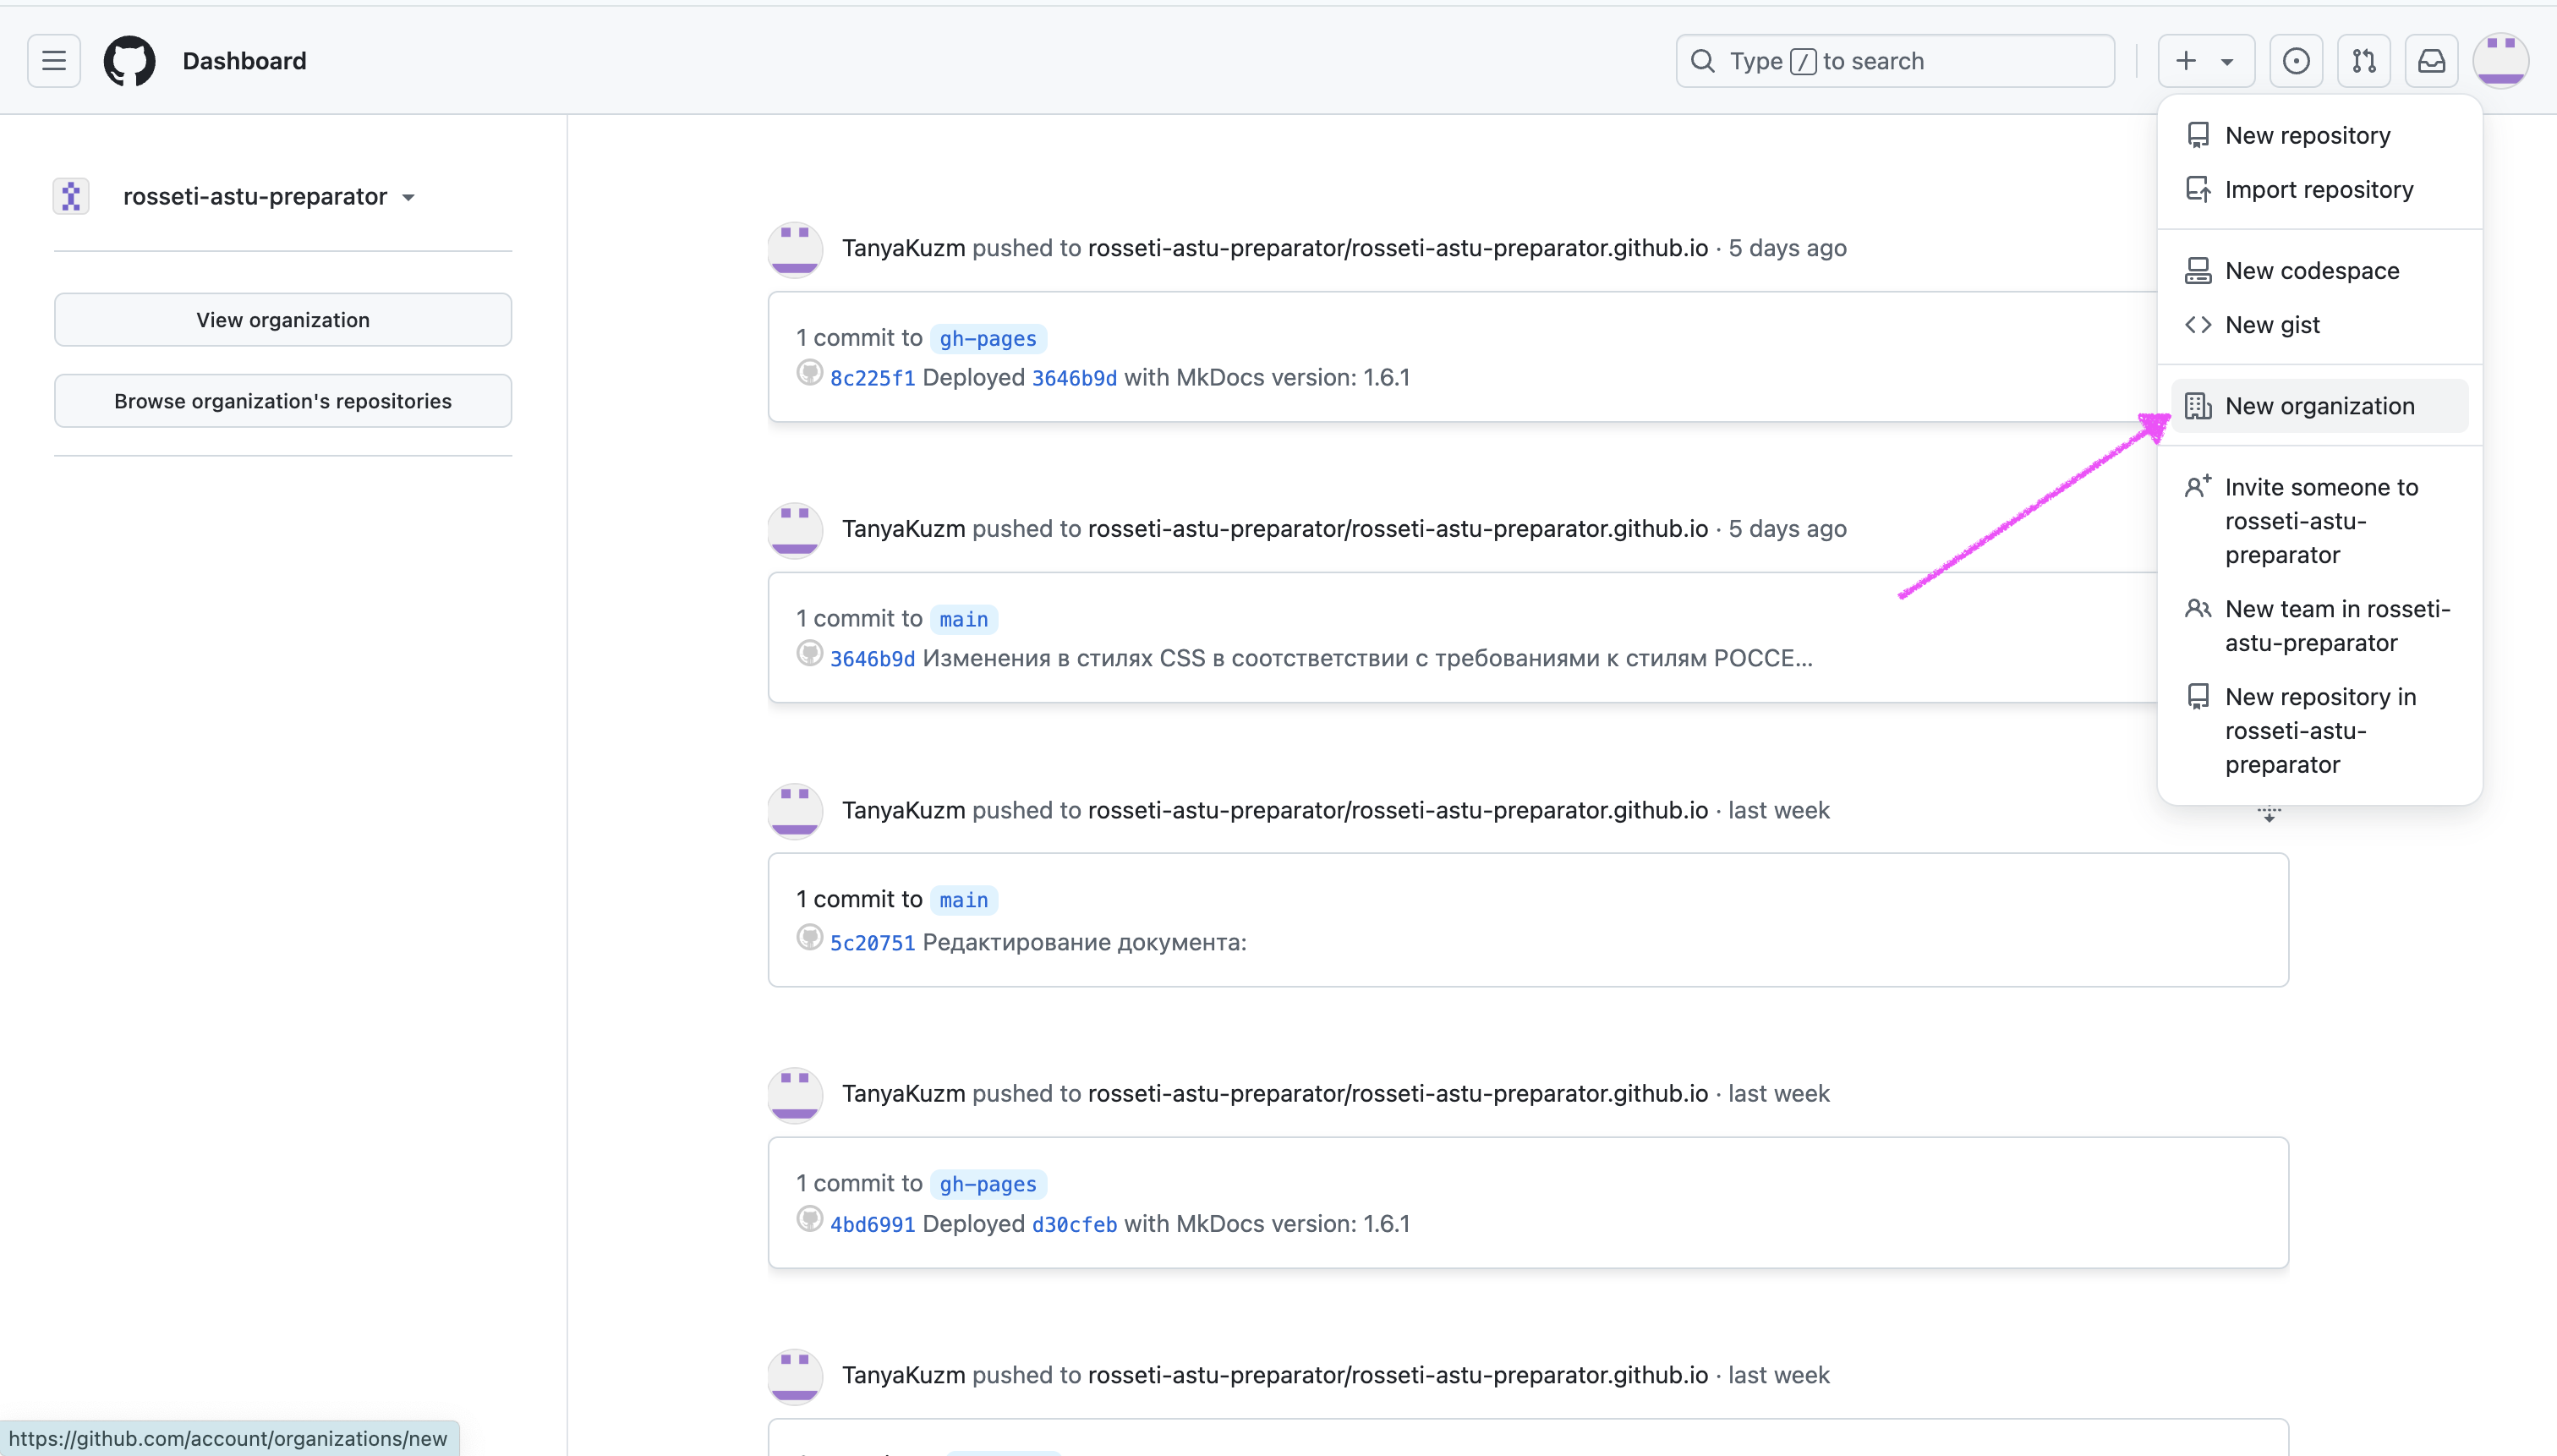 Dashboard
Type / to search
rosseti-astu-preparator
View organization
Browse organization's repositories
TanyaKuzm pushed to rosseti-astu-preparator/rosseti-astu-preparator.github.io · 5 days ago
1 commit to gh-pages
8c225f1 Deployed 3646b9d with MkDocs version: 1.6.1
TanyaKuzm pushed to rosseti-astu-preparator/rosseti-astu-preparator.github.io · 5 days ago
1 commit to main
3646b9d Изменения в стилях CSS в соотстветствии с требованиями к стилям РОССЕ...
TanyaKuzm pushed to rosseti-astu-preparator/rosseti-astu-preparator.github.io · last week
1 commit to main
5c20751 Редактирование документа:
TanyaKuzm pushed to rosseti-astu-preparator/rosseti-astu-preparator.github.io · last week
1 commit to gh-pages
4bd6991 Deployed d30cfeb with MkDocs version: 1.6.1
TanyaKuzm pushed to rosseti-astu-preparator/rosseti-astu-preparator.github.io · last week
New repository
Import repository
New codespace
New gist
New organization
Invite someone to
rosseti-astu-
preparator
New team in rosseti-
astu-preparator
New repository in
rosseti-astu-
preparator
https://github.com/account/organizations/new